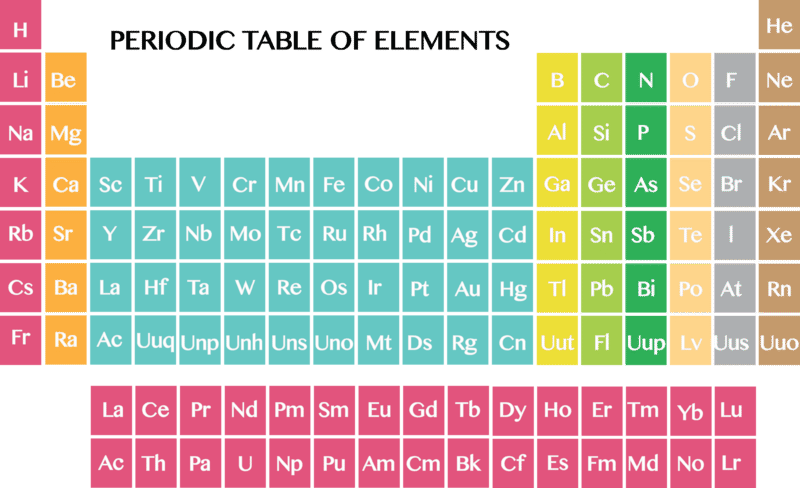 H He
PERIODIC TABLE OF ELEMENTS
Li Be B C N O F Ne
Na Mg Al Si P S Cl Ar
K Ca Sc Ti V Cr Mn Fe Co Ni Cu Zn Ga Ge As Se Br Kr
Rb Sr Y Zr Nb Mo Tc Ru Rh Pd Ag Cd In Sn Sb Te I Xe
Cs Ba La Hf Ta W Re Os Ir Pt Au Hg Tl Pb Bi Po At Rn
Fr Ra Ac Uuq Unp Unh Uns Uno Mt Ds Rg Cn Uut Fl Uup Lv Uus Uuo
La Ce Pr Nd Pm Sm Eu Gd Tb Dy Ho Er Tm Yb Lu
Ac Th Pa U Np Pu Am Cm Bk Cf Es Fm Md No Lr